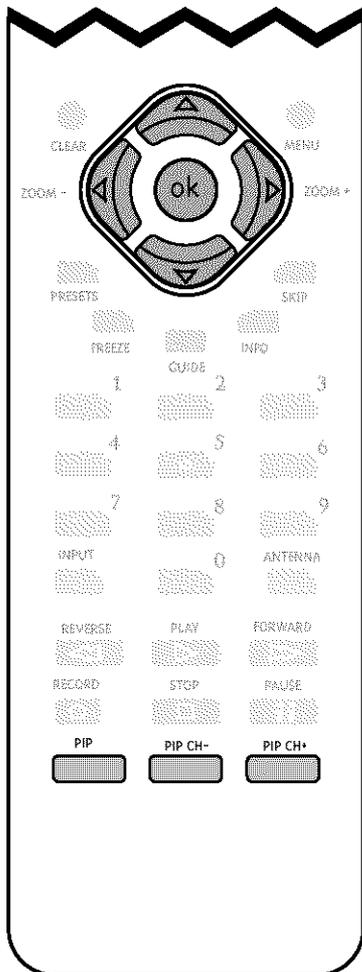 CLEAR
MENU
ZOOM -
ok
ZOOM +
PRESETS
SKIP
FREEZE
INFO
GUIDE
1 2 3
4 5 6
7 8 9
INPUT 0 ANTENNA
REVERSE PLAY FORWARD
RECORD STOP PAUSE
PIP PIP CH- PIP CH+